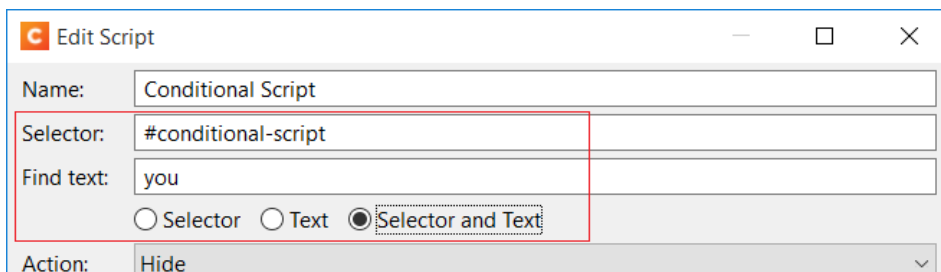 C Edit Script
Name: Conditional Script
Selector: #conditional-script
Find text: you
Selector Text Selector and Text
Action: Hide